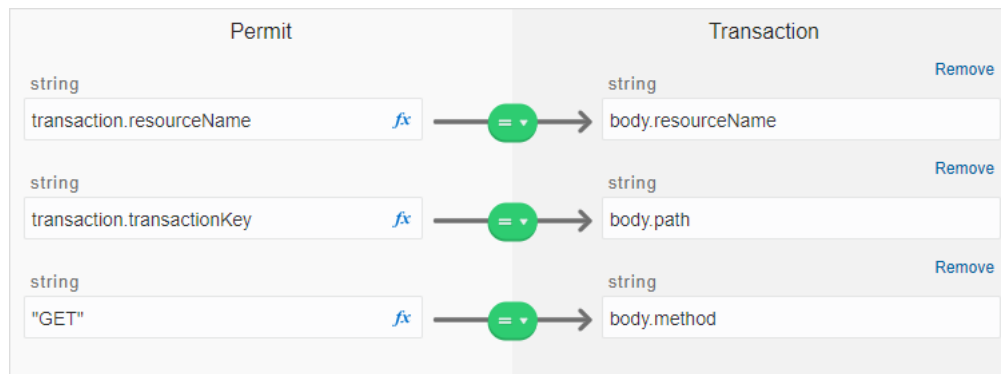 Permit
Transaction
Remove
string
string
transaction.resourceName fx = body.resourceName
Remove
string
string
transaction.transactionKey fx = body.path
Remove
string
string
"GET" fx = body.method